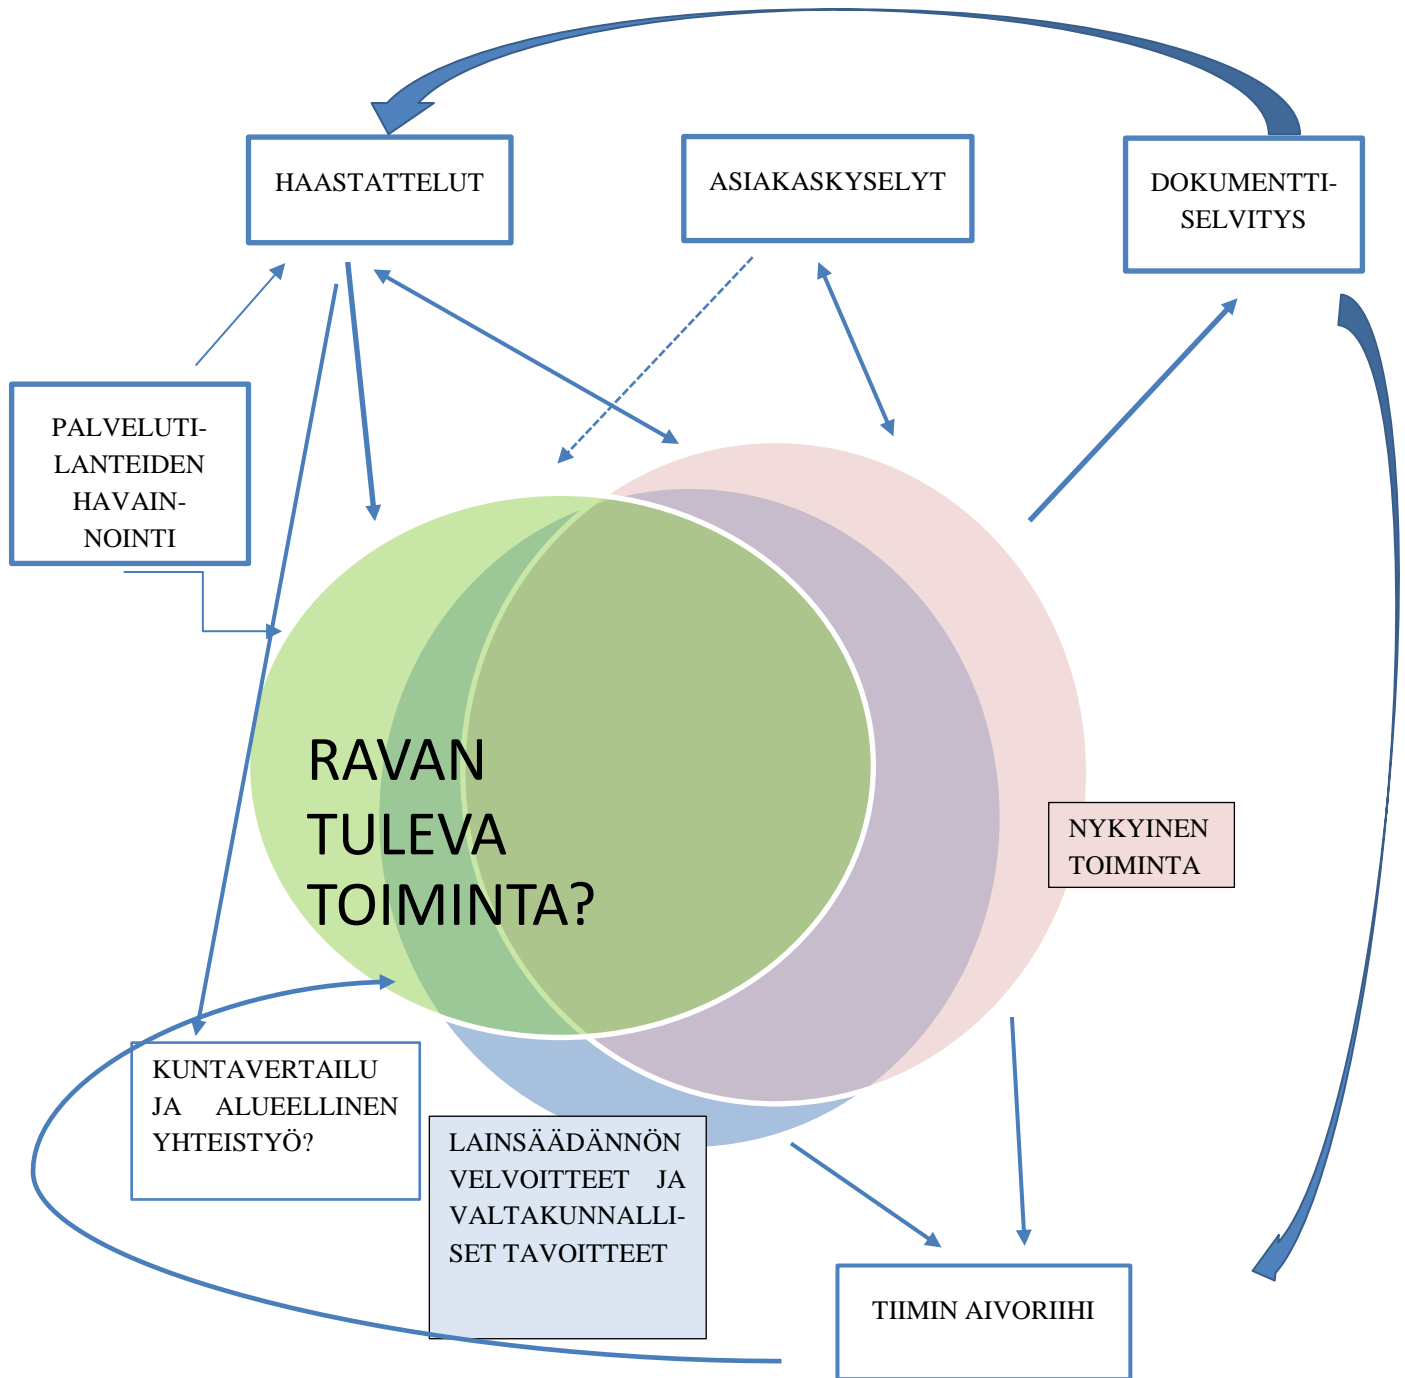 HAASTATTELUT
ASIAKASKYSELYT
DOKUMENTTI-
SELVITYS
PALVELUTI-
LANTEIDEN
HAVAIN-
NOINTI
RAVAN
TULEVA
TOIMINTA?
NYKYINEN
TOIMINTA
KUNTAVERTAILU
JA ALUEELLINEN
YHTEISTYÖ?
LAINSÄÄDÄNNÖN
VELVOITTEET JA
VALTAKUNNALLI-
SET TAVOITTEET
TIIMIN AIVORIIHI